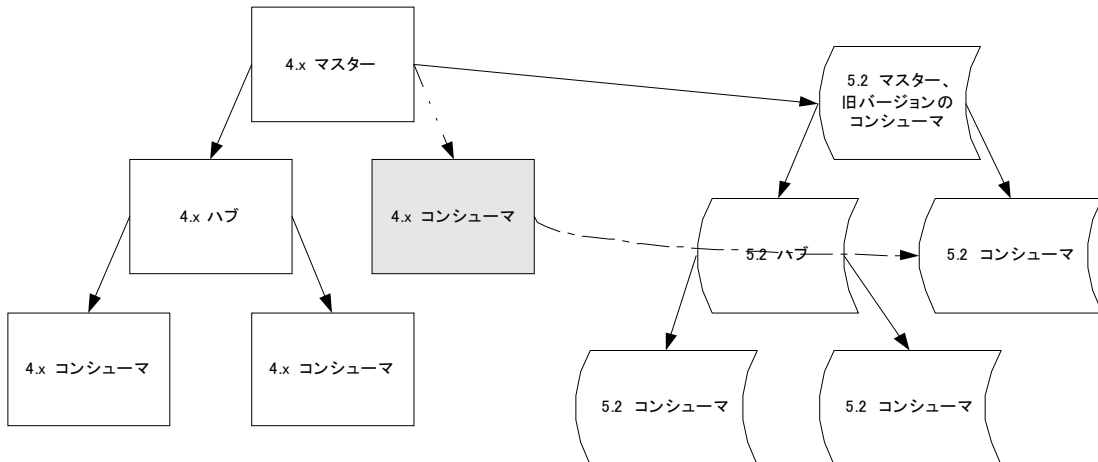 4.x マスター
5.2 マスター、
旧バージョンの
コンシューマ
4.x ハブ
4.x コンシューマ
5.2 ハブ
5.2 コンシューマ
4.x コンシューマ
4.x コンシューマ
5.2 コンシューマ
5.2 コンシューマ